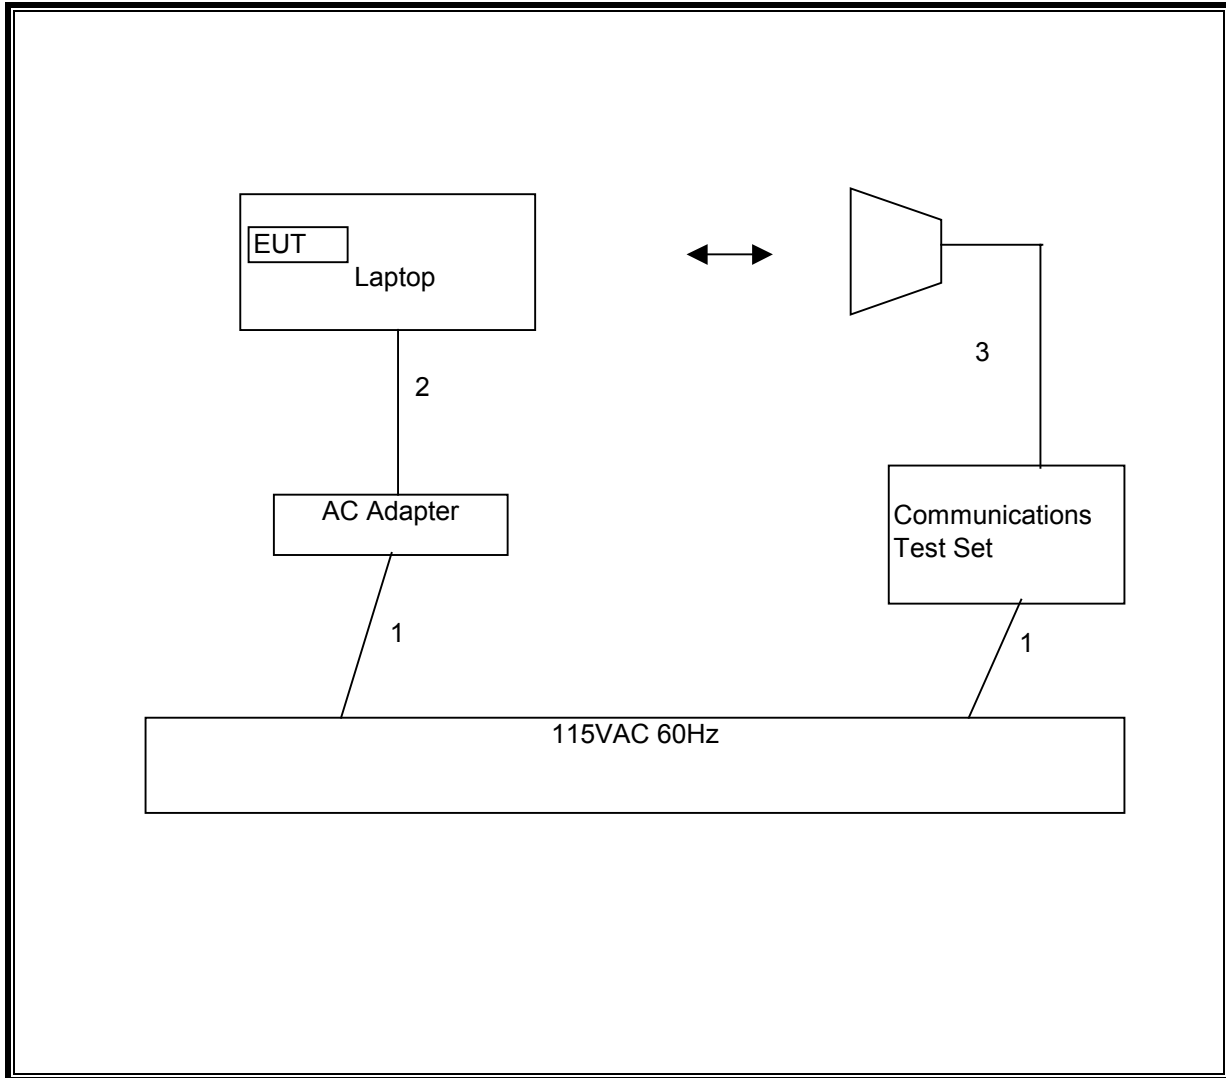 EUT
Laptop
3
2
AC Adapter
Communications
Test Set
1
1
115VAC 60Hz